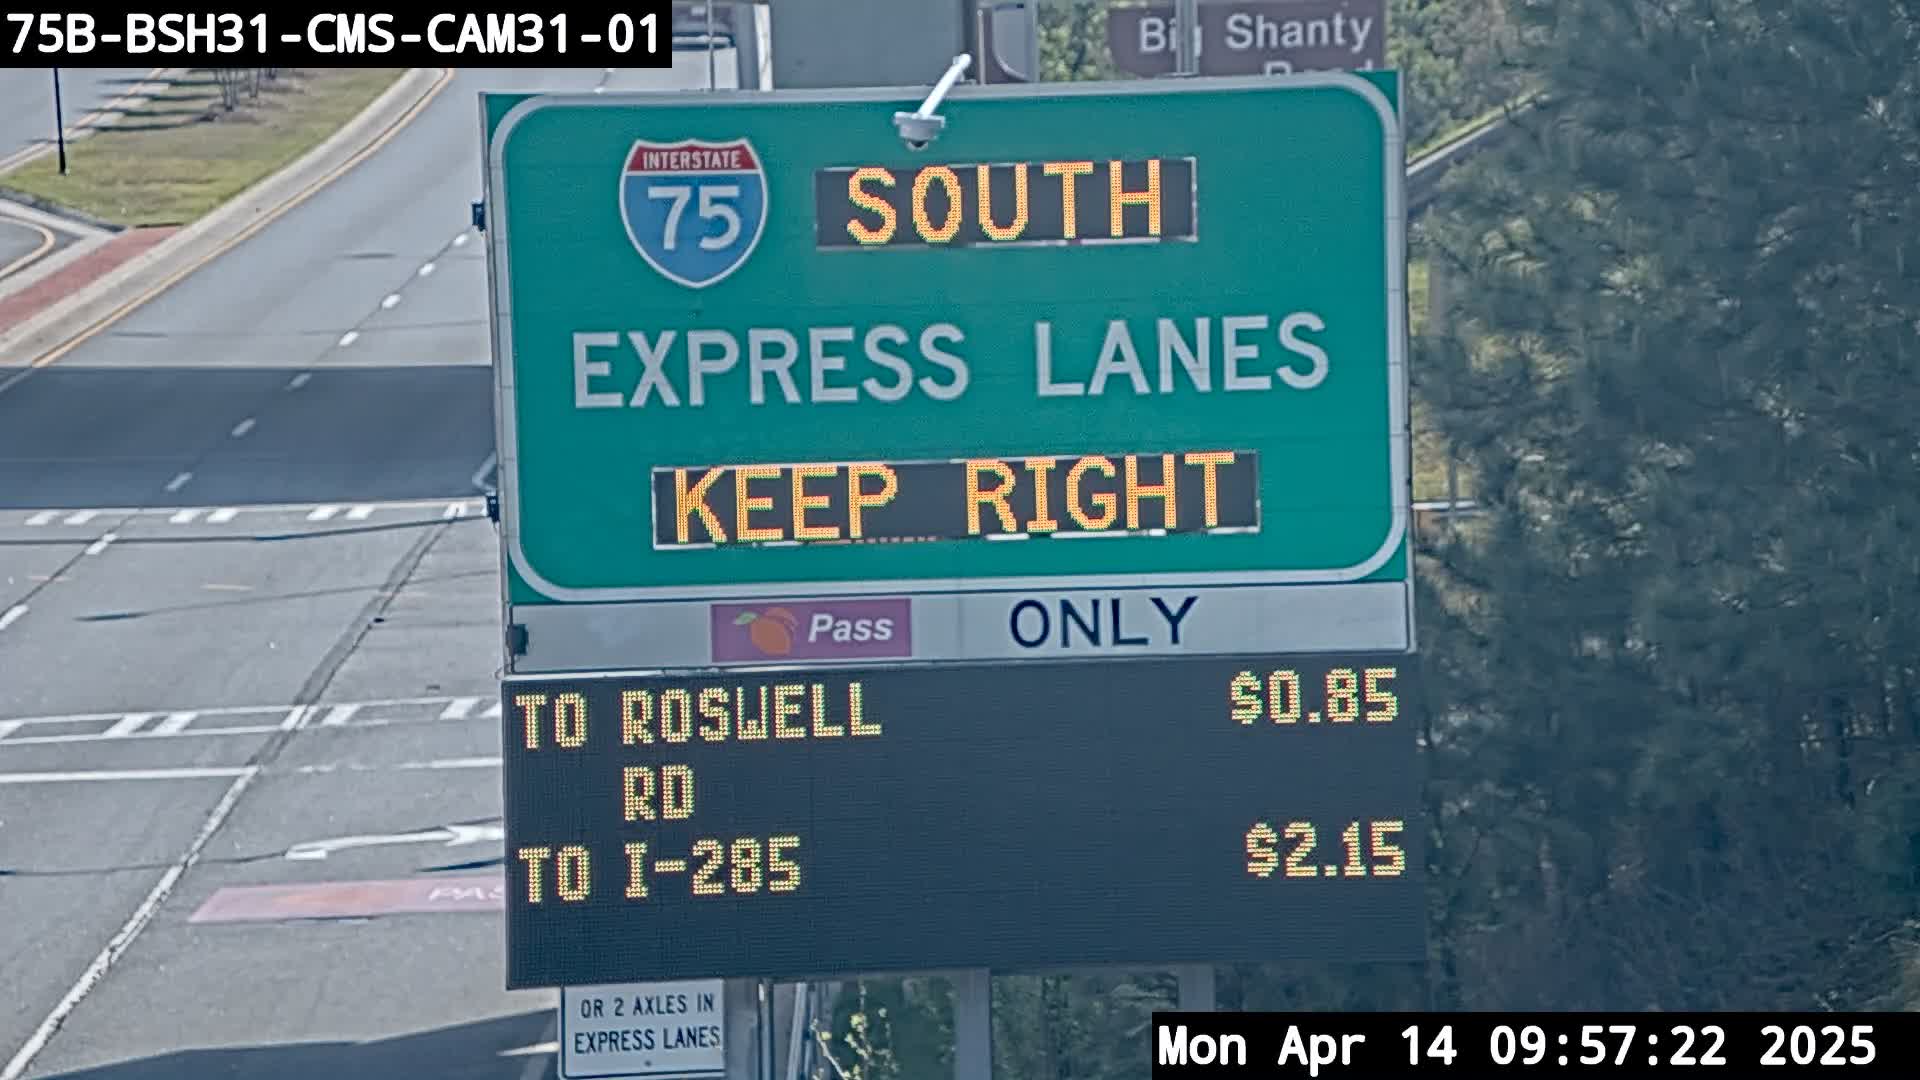 75B-BSH31-CMS-CAM31-01
Big Shanty
Road
INTERSTATE
75
SOUTH
EXPRESS LANES
KEEP RIGHT
Pass ONLY
TO ROSWELL $0.85
RD
TO I-285 $2.15
PAS
OR 2 AXLES IN
EXPRESS LANES
Mon Apr 14 09:57:22 2025